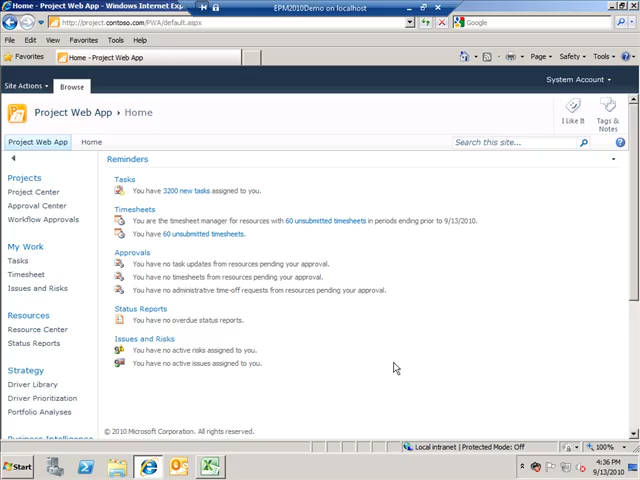 Home - Project Web App - Windows Internet Exp
EPM2010Demo on localhost
http://project.contoso.com/PWA/default.aspx
Google
File Edit View Favorites Tools Help
Favorites
Home - Project Web App
Page Safety Tools
Site Actions Browse
System Account
Project Web App Home
I Like It
Tags & Notes
Project Web App Home
Search this site...
Reminders
Projects
Project Center
Approval Center
Workflow Approvals
My Work
Tasks
Timesheet
Issues and Risks
Resources
Resource Center
Status Reports
Strategy
Driver Library
Driver Prioritization
Portfolio Analyses
Business Intelligence
Tasks
You have 3200 new tasks assigned to you.
Timesheets
You are the timesheet manager for resources with 60 unsubmitted timesheets in periods ending prior to 9/13/2010.
You have 60 unsubmitted timesheets.
Approvals
You have no task updates from resources pending your approval.
You have no timesheets from resources pending your approval.
You have no administrative time-off requests from resources pending your approval.
Status Reports
You have no overdue status reports.
Issues and Risks
You have no active risks assigned to you.
You have no active issues assigned to you.
© 2010 Microsoft Corporation. All rights reserved.
Local intranet | Protected Mode: Off
100%
Start
4:36 PM
9/13/2010